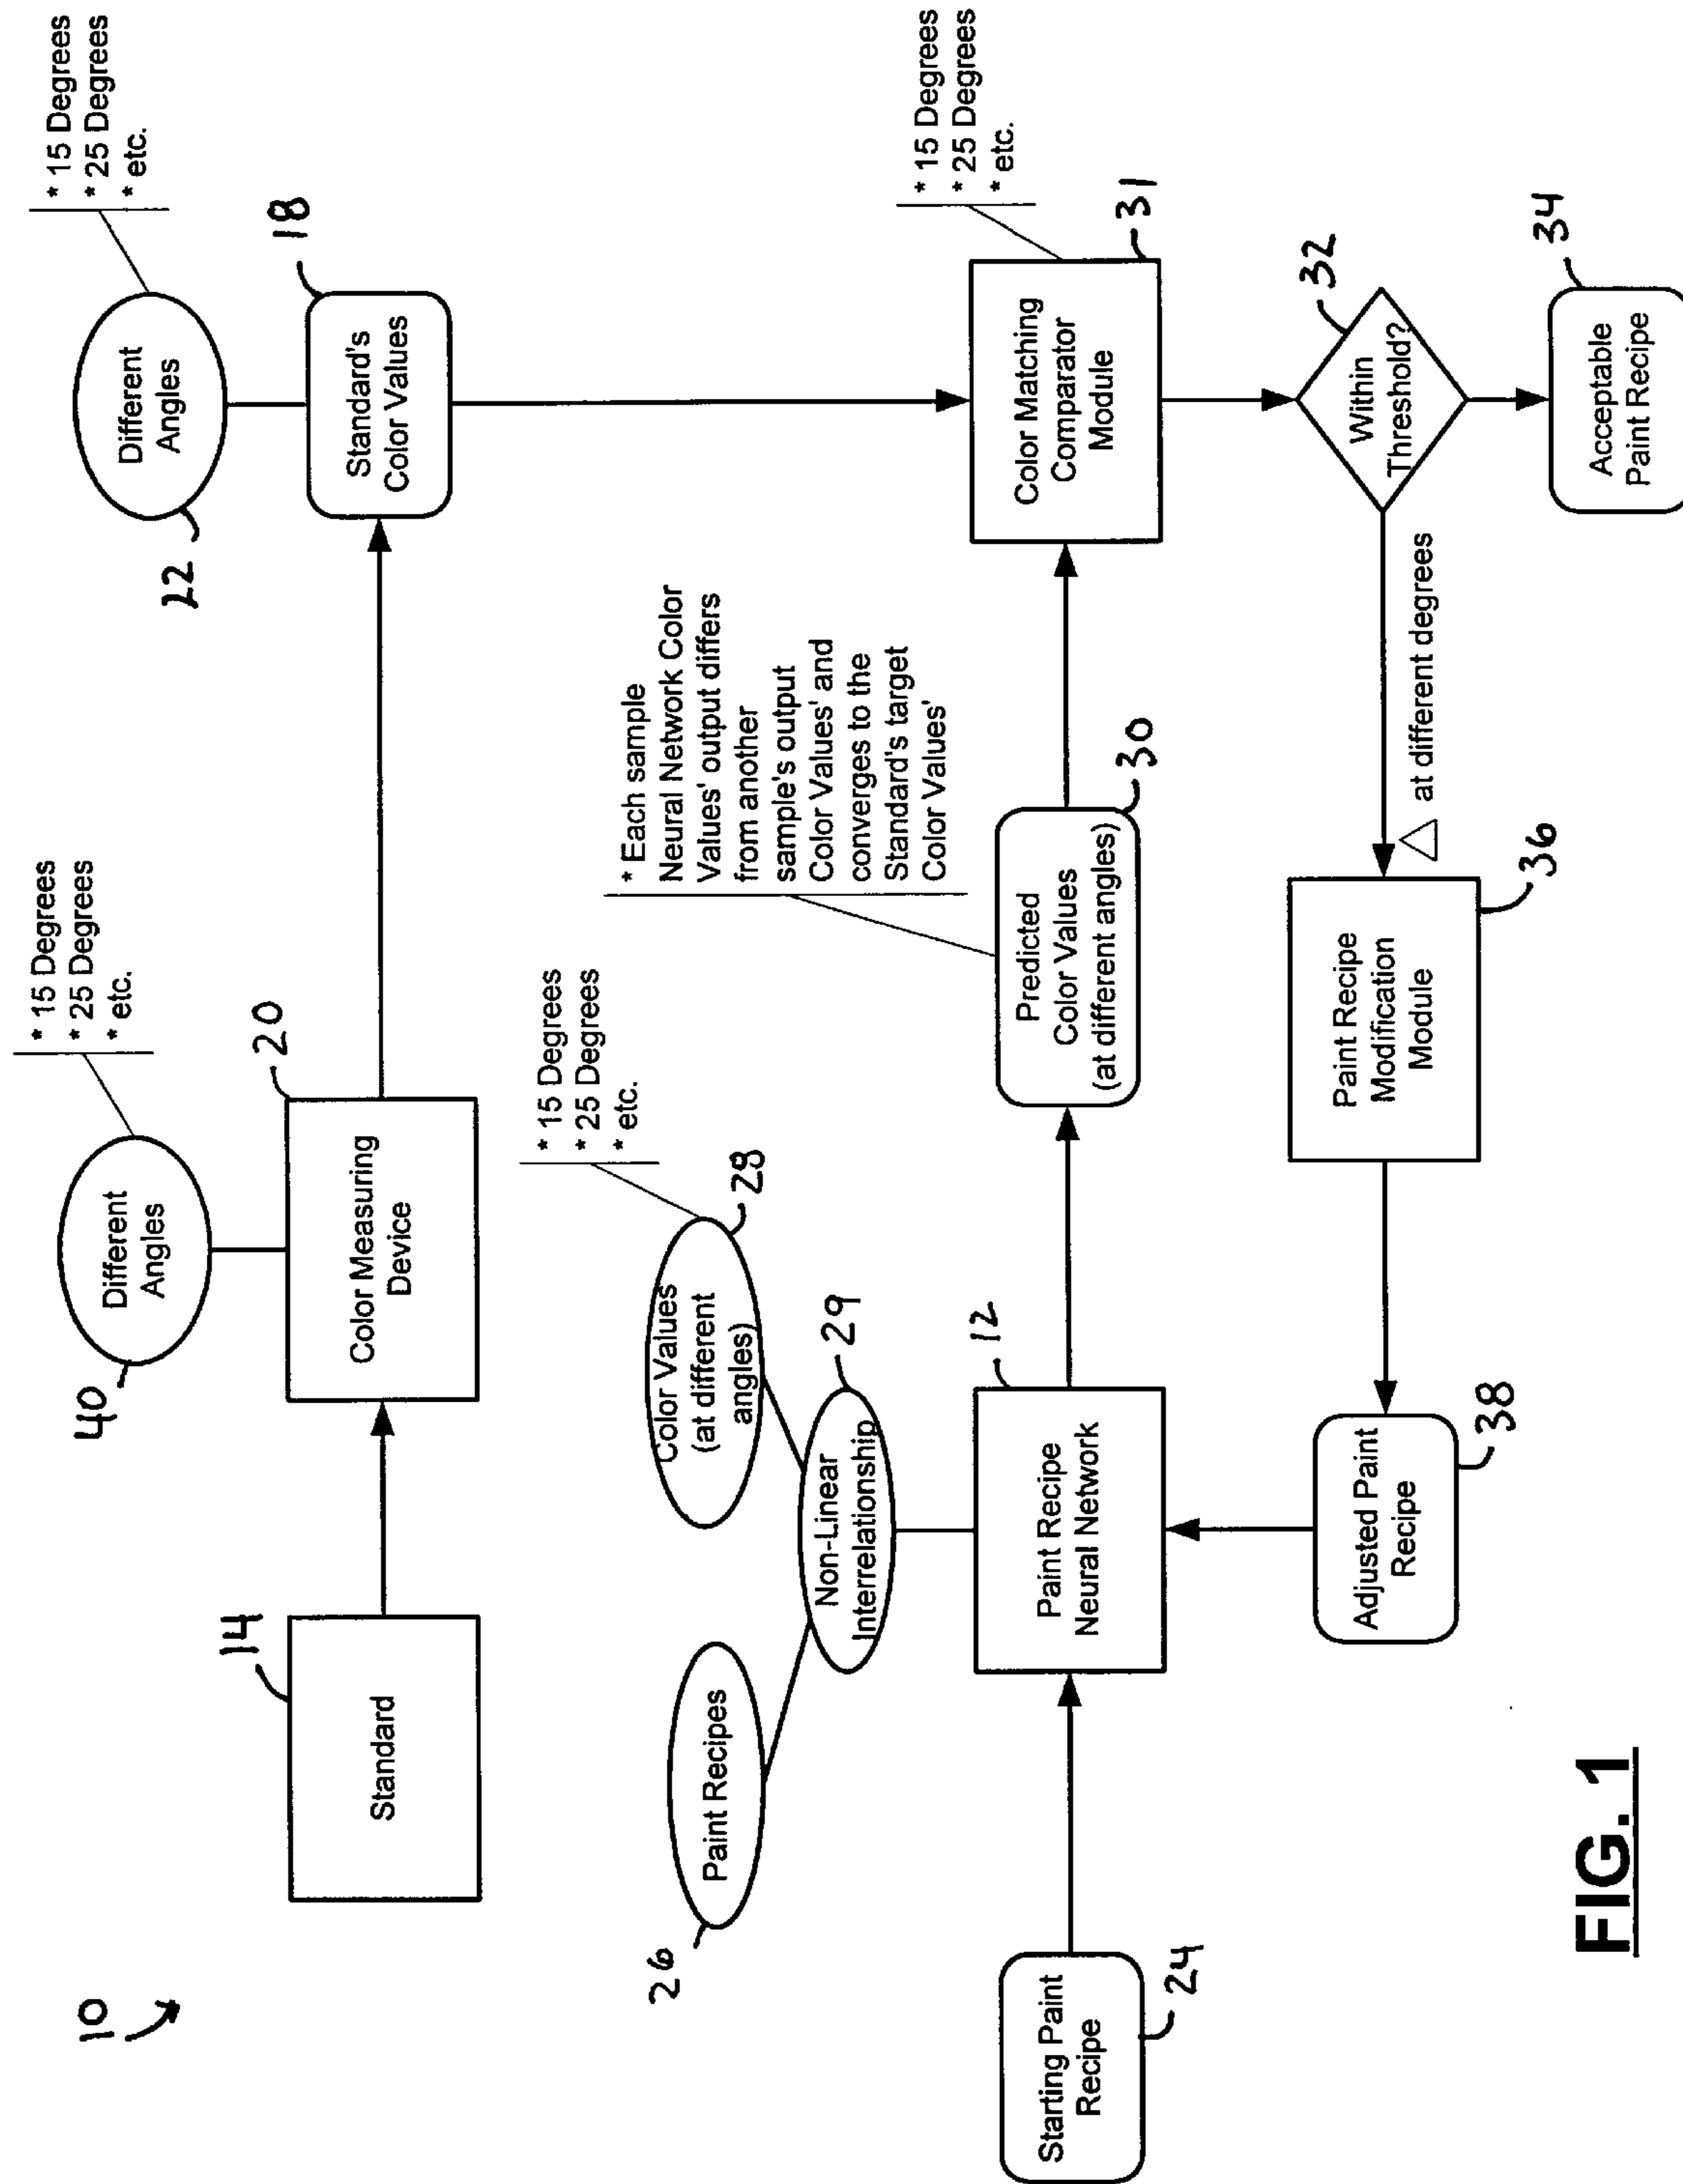 10
14
Standard
40
Different
Angles
* 15 Degrees
* 25 Degrees
* etc.
20
Color Measuring
Device
22
Different
Angles
* 15 Degrees
* 25 Degrees
* etc.
18
Standard's
Color Values
26
Paint Recipes
Color Values
(at different
angles)
28
* 15 Degrees
* 25 Degrees
* etc.
Non-Linear
Interrelationship
29
* Each sample
Neural Network Color
Values' output differs
from another
sample's output
Color Values' and
converges to the
Standard's target
Color Values'
Starting Paint
Recipe
24
Paint Recipe
Neural Network
12
Predicted
Color Values
(at different angles)
30
Color Matching
Comparator
Module
31
* 15 Degrees
* 25 Degrees
* etc.
Within
Threshold?
32
Acceptable
Paint Recipe
34
△ at different degrees
Paint Recipe
Modification
Module
36
Adjusted Paint
Recipe
38
FIG. 1